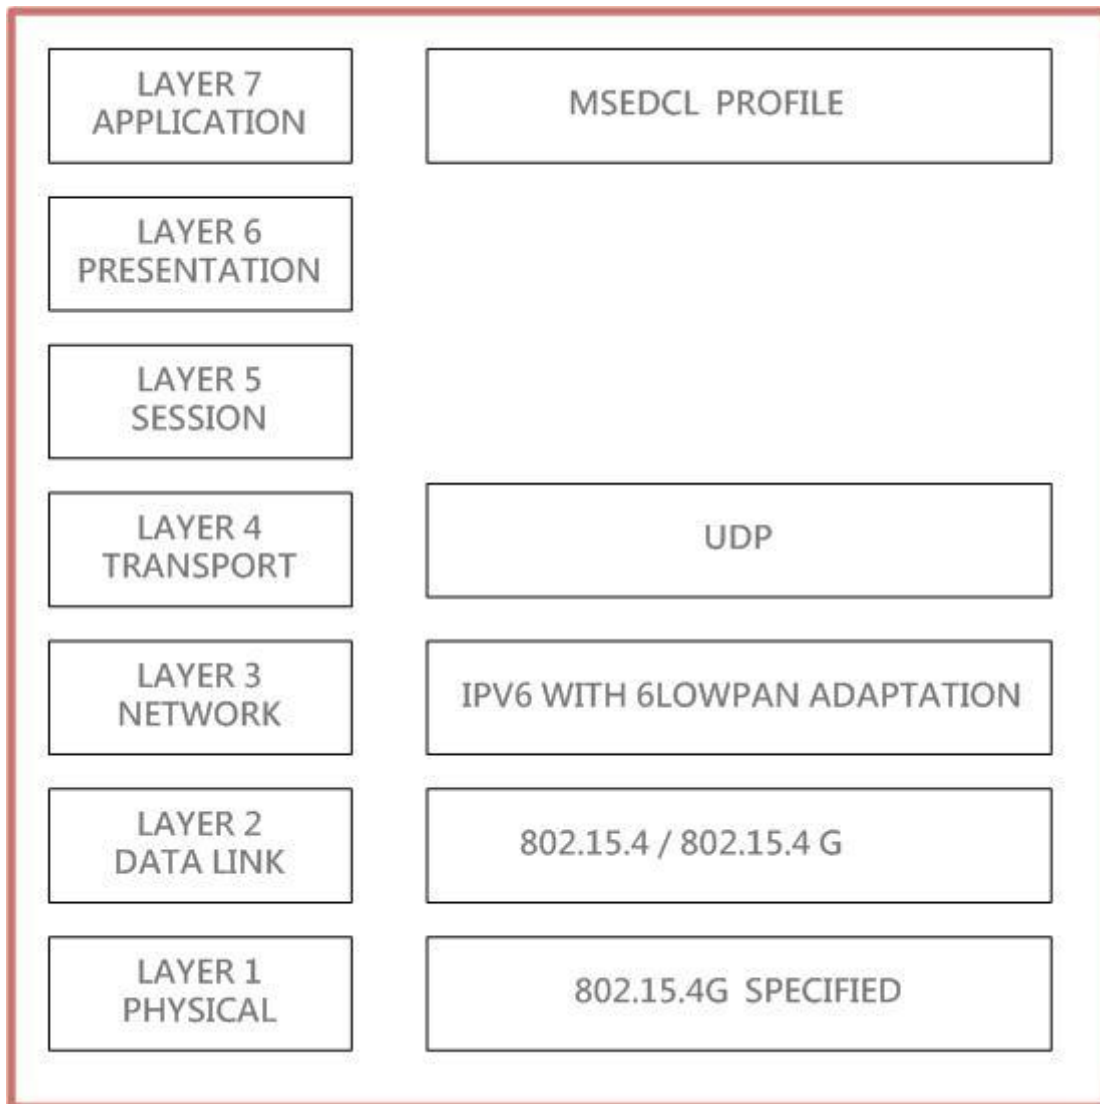 LAYER 7
APPLICATION
MSEDCL PROFILE
LAYER 6
PRESENTATION
LAYER 5
SESSION
LAYER 4
TRANSPORT
UDP
LAYER 3
NETWORK
IPV6 WITH 6LOWPAN ADAPTATION
LAYER 2
DATA LINK
802.15.4 / 802.15.4 G
LAYER 1
PHYSICAL
802.15.4G SPECIFIED